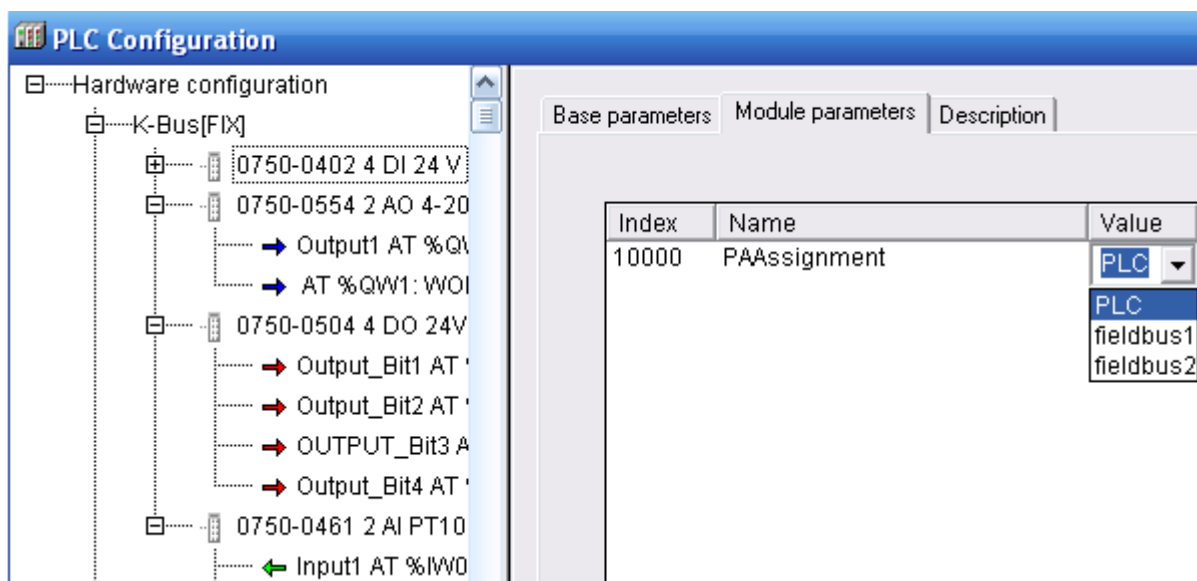 PLC Configuration
Hardware configuration
K-Bus[FIX]
0750-0402 4 DI 24 V
0750-0554 2 AO 4-20
Output1 AT %Q
AT %QW1: WO
0750-0504 4 DO 24V
Output_Bit1 AT
Output_Bit2 AT
OUTPUT_Bit3 A
Output_Bit4 AT
0750-0461 2 AI PT10
Input1 AT %IW0
Base parameters Module parameters Description
Index Name Value
10000 PAAssignment PLC
PLC
fieldbus1
fieldbus2